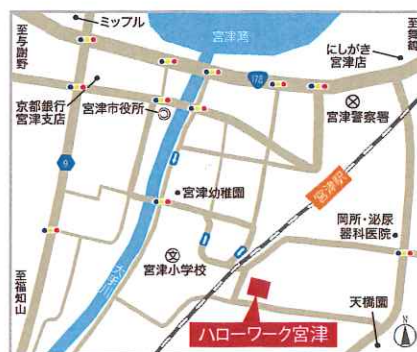 ミップル
至与謝野
宮津湾
至舞鶴
にしがき
宮津店
178
京都銀行
宮津支店
宮津市役所
宮津警察署
9
宮津幼稚園
宮津駅
岡所・泌尿
器科医院
文
宮津小学校
大手川
至福知山
天橋園
ハローワーク宮津
N